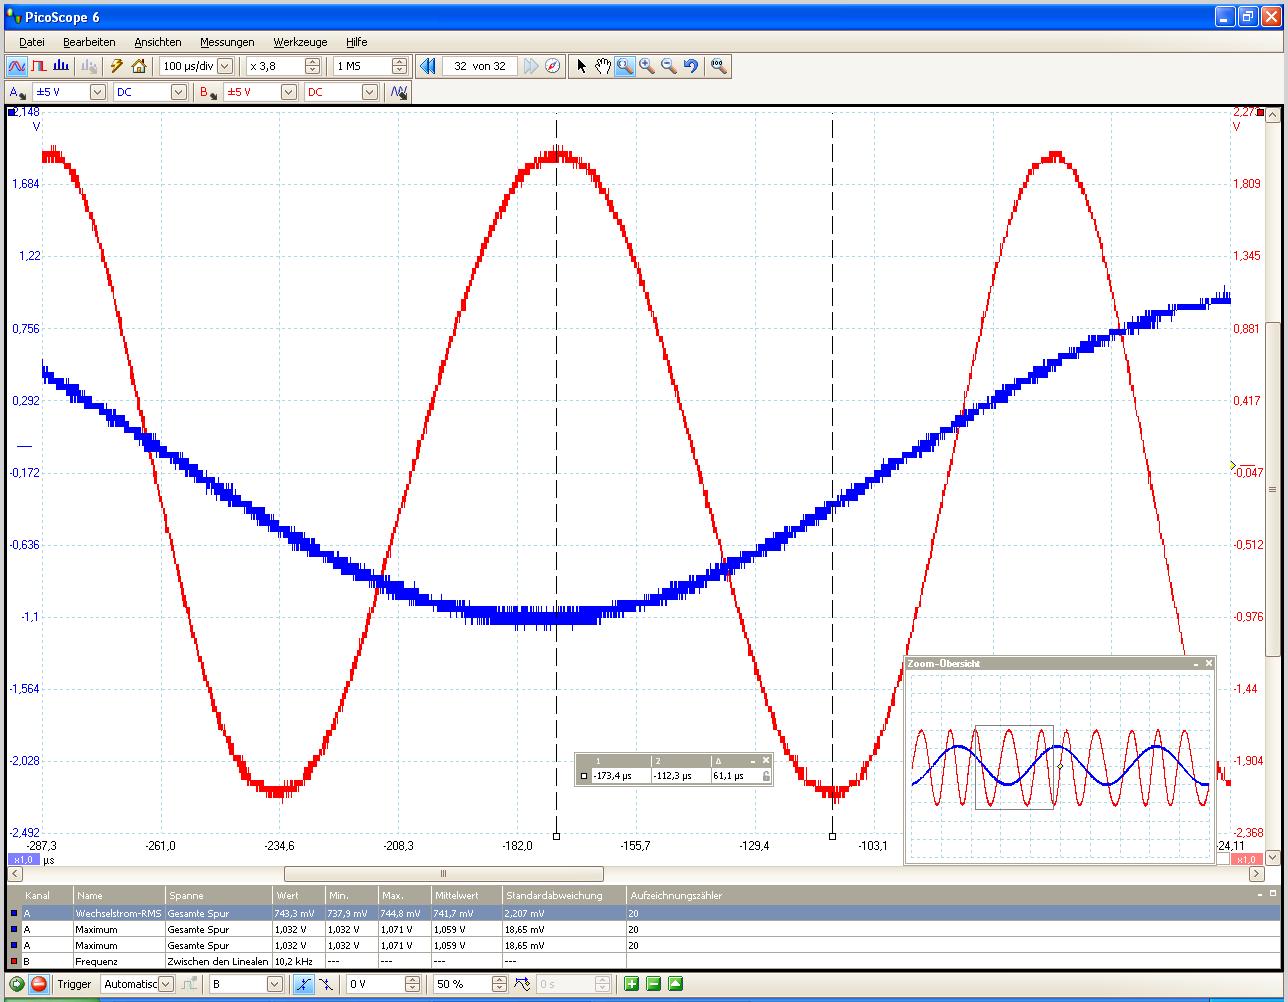 PicoScope 6
Datei Bearbeiten Ansichten Messungen Werkzeuge Hilfe
100 µs/div x 3,8 1 MS 32 von 32
A ±5 V DC B ±5 V DC
2,148 2,273
V V
1,684 1,809
1,22 1,345
0,756 0,881
0,292 0,417
-0,172 -0,047
-0,636 -0,512
-1,1 -0,976
-1,564 -1,44
-2,028 -1,904
-2,492 -2,368
Zoom-Übersicht
1 2 Δ
-173,4 µs -112,3 µs 61,1 µs
-287,3 -261,0 -234,6 -208,3 -182,0 -155,7 -129,4 -103,1 -24,11
x1,0 µs x1,0
Kanal Name Spanne Wert Min. Max. Mittelwert Standardabweichung Aufzeichnungszähler
A Wechselstrom-RMS Gesamte Spur 743,3 mV 737,9 mV 744,8 mV 741,7 mV 2,207 mV 20
A Maximum Gesamte Spur 1,032 V 1,032 V 1,071 V 1,059 V 18,65 mV 20
A Maximum Gesamte Spur 1,032 V 1,032 V 1,071 V 1,059 V 18,65 mV 20
B Frequenz Zwischen den Linealen 10,2 kHz --- --- --- ---
Trigger Automatisc B 0 V 50 % 0 s